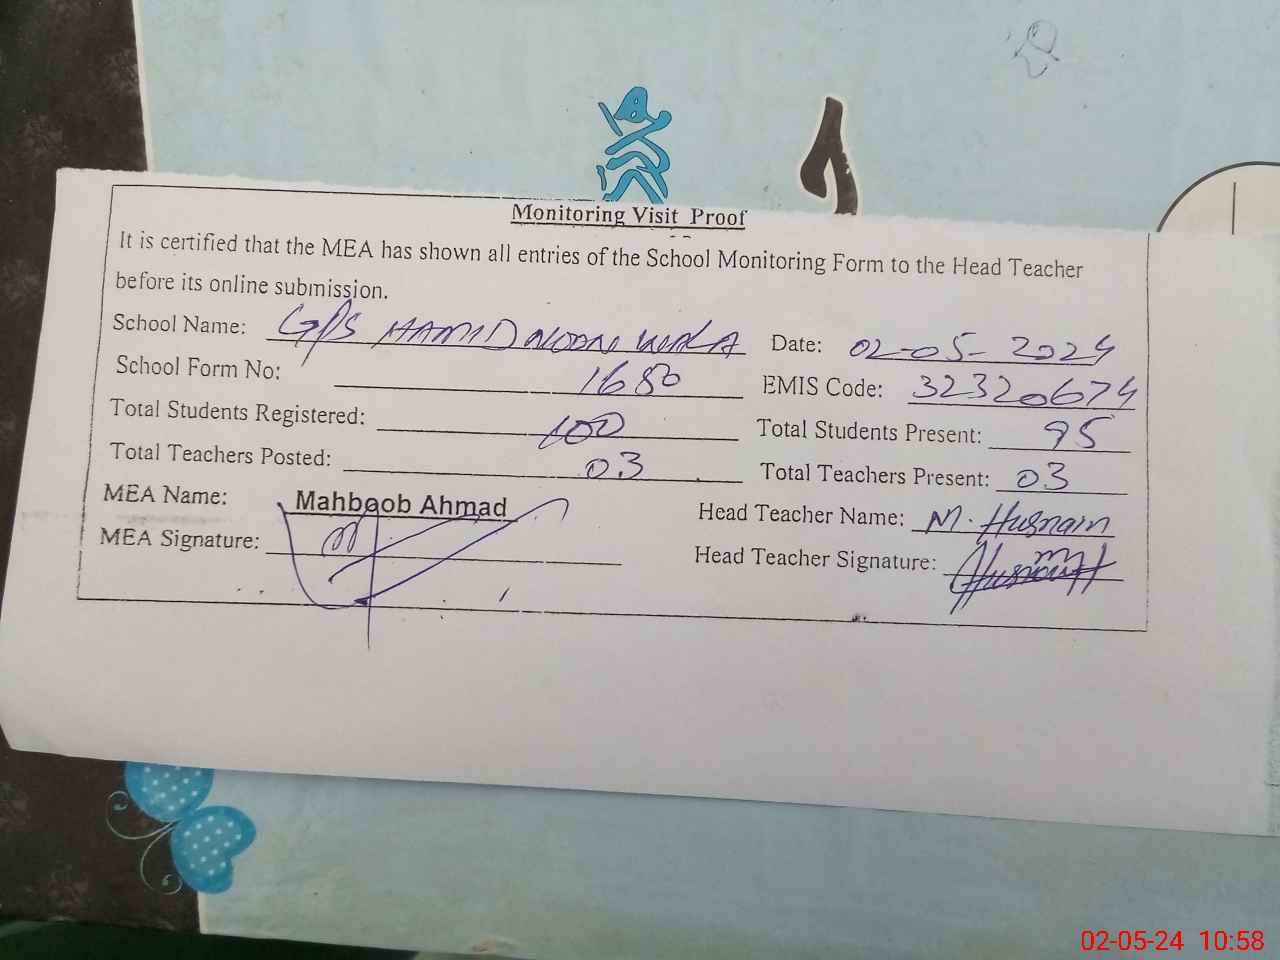 Monitoring Visit Proof
It is certified that the MEA has shown all entries of the School Monitoring Form to the Head Teacher
before its online submission.
School Name: GPS HAMID NOON WALA Date: 02-05-2024
School Form No: 1680 EMIS Code: 32320674
Total Students Registered: 100 Total Students Present: 95
Total Teachers Posted: 03 Total Teachers Present: 03
MEA Name: Mahboob Ahmad Head Teacher Name: M. Husnain
MEA Signature: Head Teacher Signature:
02-05-24 10:58